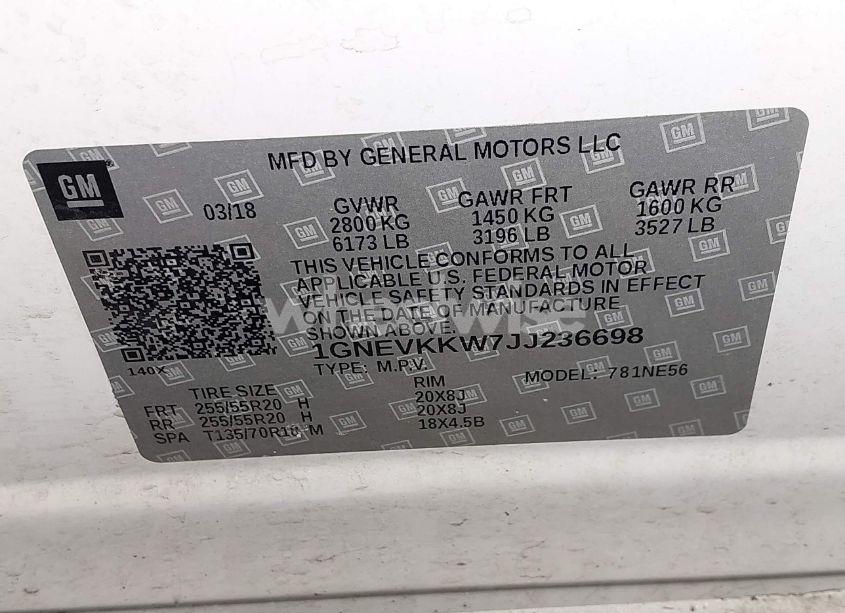 GM
MFD BY GENERAL MOTORS LLC
03/18
GVWR GAWR FRT GAWR RR
2800 KG 1450 KG 1600 KG
6173 LB 3196 LB 3527 LB
THIS VEHICLE CONFORMS TO ALL
APPLICABLE U.S. FEDERAL MOTOR
VEHICLE SAFETY STANDARDS IN EFFECT
ON THE DATE OF MANUFACTURE
SHOWN ABOVE.
1GNEVKKW7JJ236698
140X
TYPE: M.P.V. MODEL: 781NE56
TIRE SIZE RIM
FRT 255/55R20 H 20X8J
RR 255/55R20 H 20X8J
SPA T135/70R18 M 18X4.5B